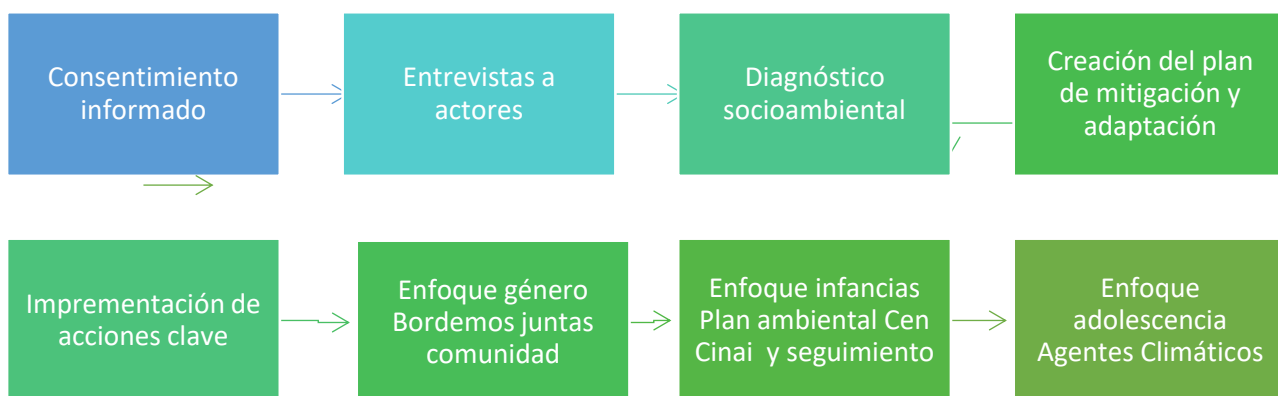 Consentimiento
informado
Entrevistas a
actores
Diagnóstico
socioambiental
Creación del plan
de mitigación y
adaptación
Imprementación de
acciones clave
Enfoque género
Bordemos juntas
comunidad
Enfoque infancias
Plan ambiental Cen
Cinai y seguimiento
Enfoque
adolescencia
Agentes Climáticos